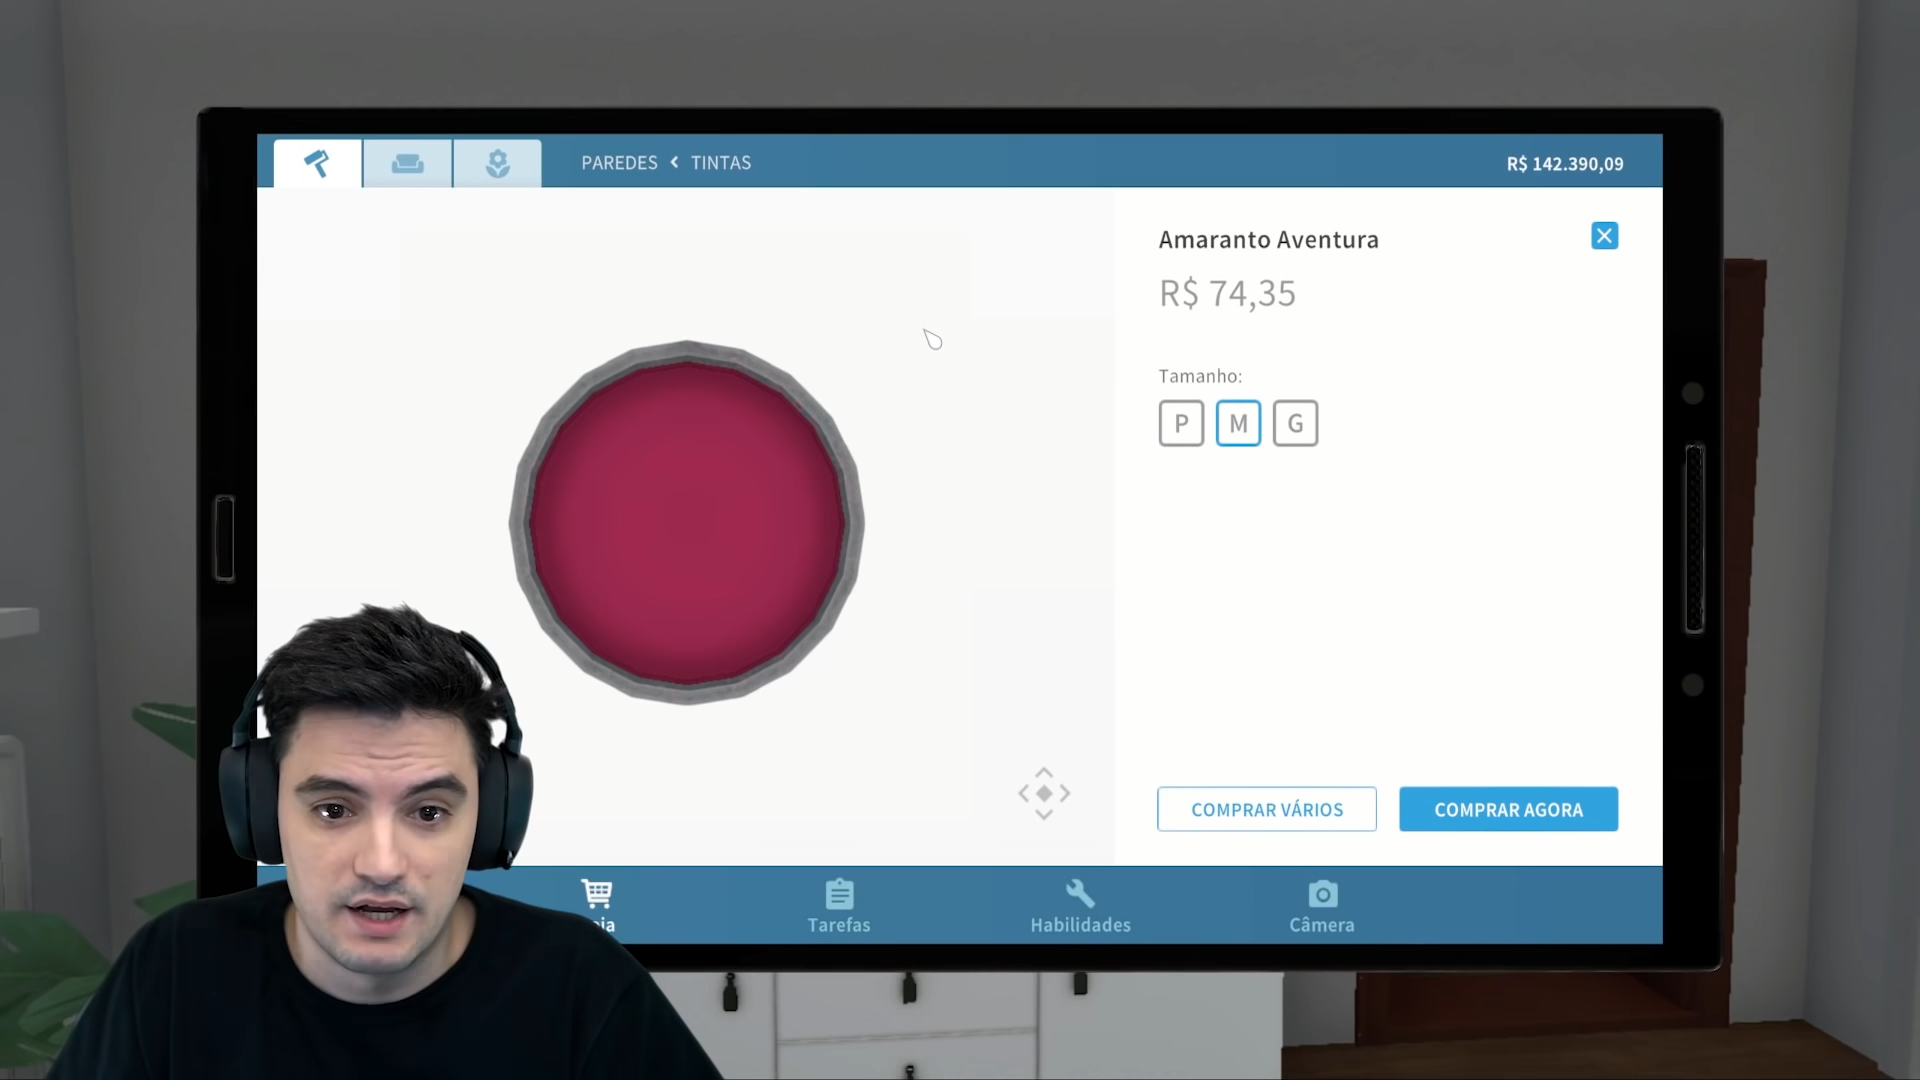 PAREDES < TINTAS
R$ 142.390,09
Amaranto Aventura
R$ 74,35
Tamanho:
P M G
COMPRAR VÁRIOS
COMPRAR AGORA
Tarefas
Habilidades
Câmera